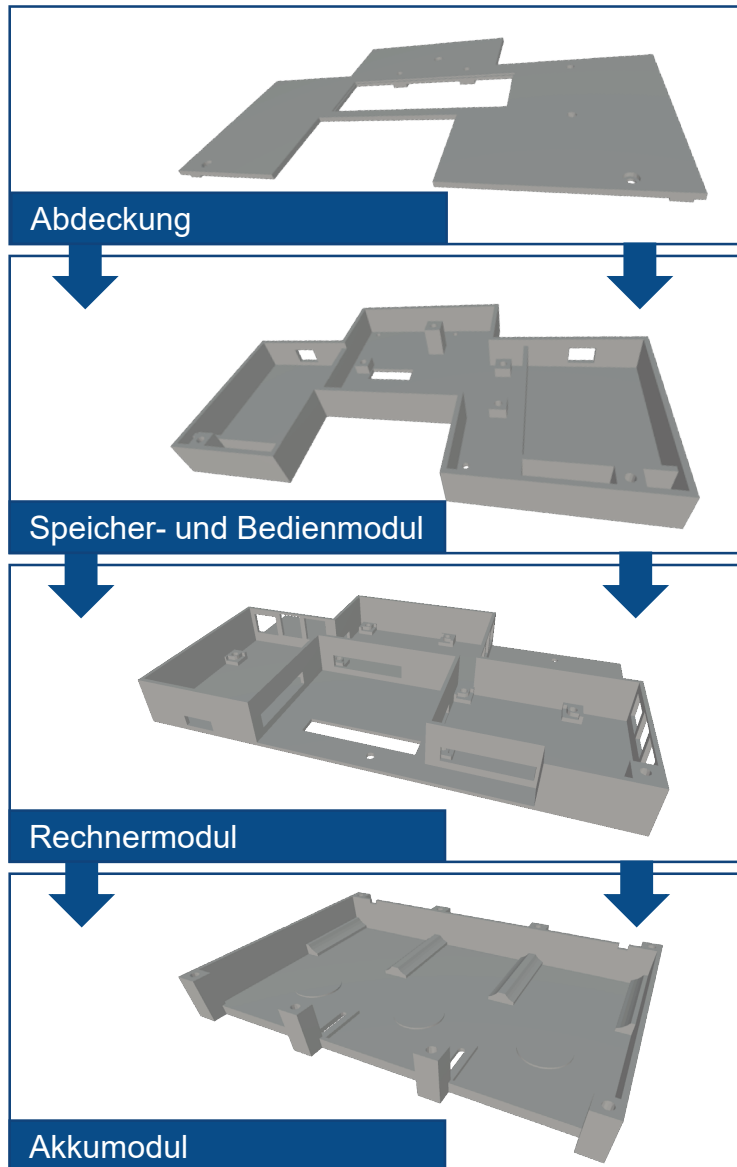 Abdeckung
Speicher- und Bedienmodul
Rechnermodul
Akkumodul